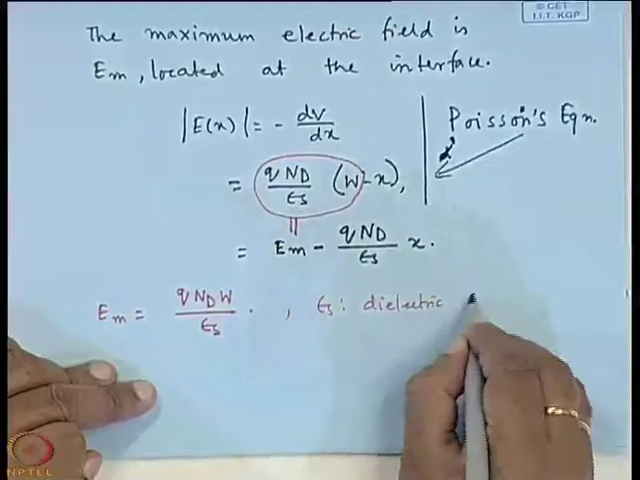 © CET
I.I.T. KGP
The maximum electric field is
Em, located at the interface.
|E(x)| = - dV/dx
Poisson's Eqn.
= qND/εs (W-x),
= Em - qND/εs x.
Em = qNDW/εs . , εs : dielectric
NPTEL